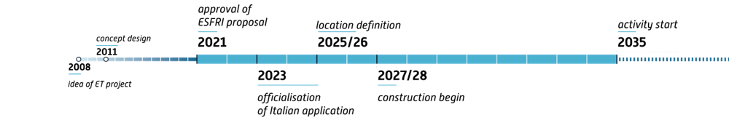 approval of
ESFRI proposal
2021
location definition
2025/26
activity start
2035
concept design
2011
2008
idea of ET project
2023
officialisation
of Italian application
2027/28
construction begin